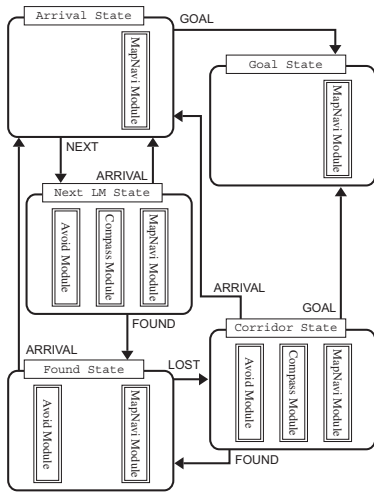 Arrival State
MapNavi Module
GOAL
Goal State
MapNavi Module
NEXT
ARRIVAL
Next LM State
Avoid Module
Compass Module
MapNavi Module
FOUND
ARRIVAL
GOAL
Corridor State
Avoid Module
Compass Module
MapNavi Module
ARRIVAL
Found State
LOST
Avoid Module
MapNavi Module
FOUND